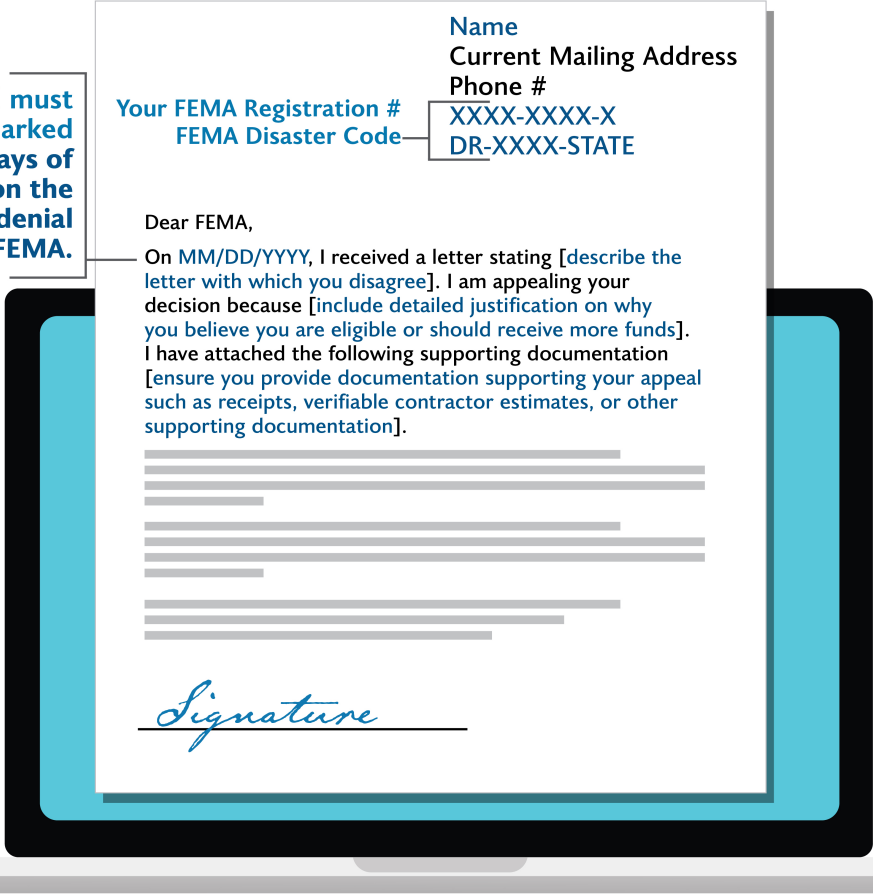 Name
Current Mailing Address
Phone #
Your FEMA Registration #
XXXX-XXXX-X
FEMA Disaster Code
DR-XXXX-STATE
must
of
on the
denial
FEMA.
Dear FEMA,
On MM/DD/YYYY, I received a letter stating [describe the
letter with which you disagree]. I am appealing your
decision because [include detailed justification on why
you believe you are eligible or should receive more funds].
I have attached the following supporting documentation
[ensure you provide documentation supporting your appeal
such as receipts, verifiable contractor estimates, or other
supporting documentation].
Signature